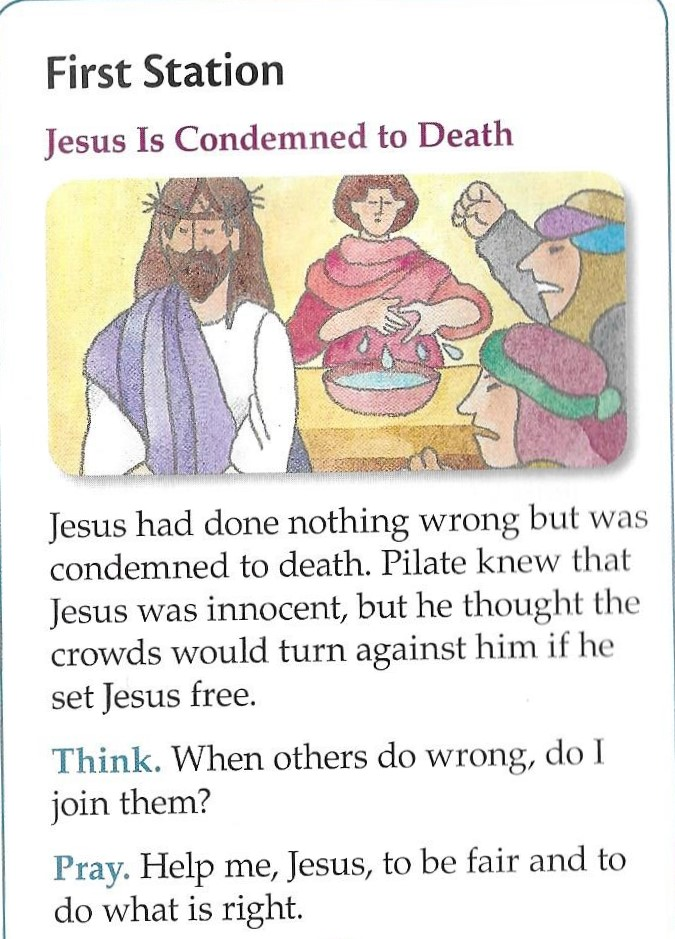 First Station
Jesus Is Condemned to Death
Jesus had done nothing wrong but was
condemned to death. Pilate knew that
Jesus was innocent, but he thought the
crowds would turn against him if he
set Jesus free.
Think. When others do wrong, do I
join them?
Pray. Help me, Jesus, to be fair and to
do what is right.